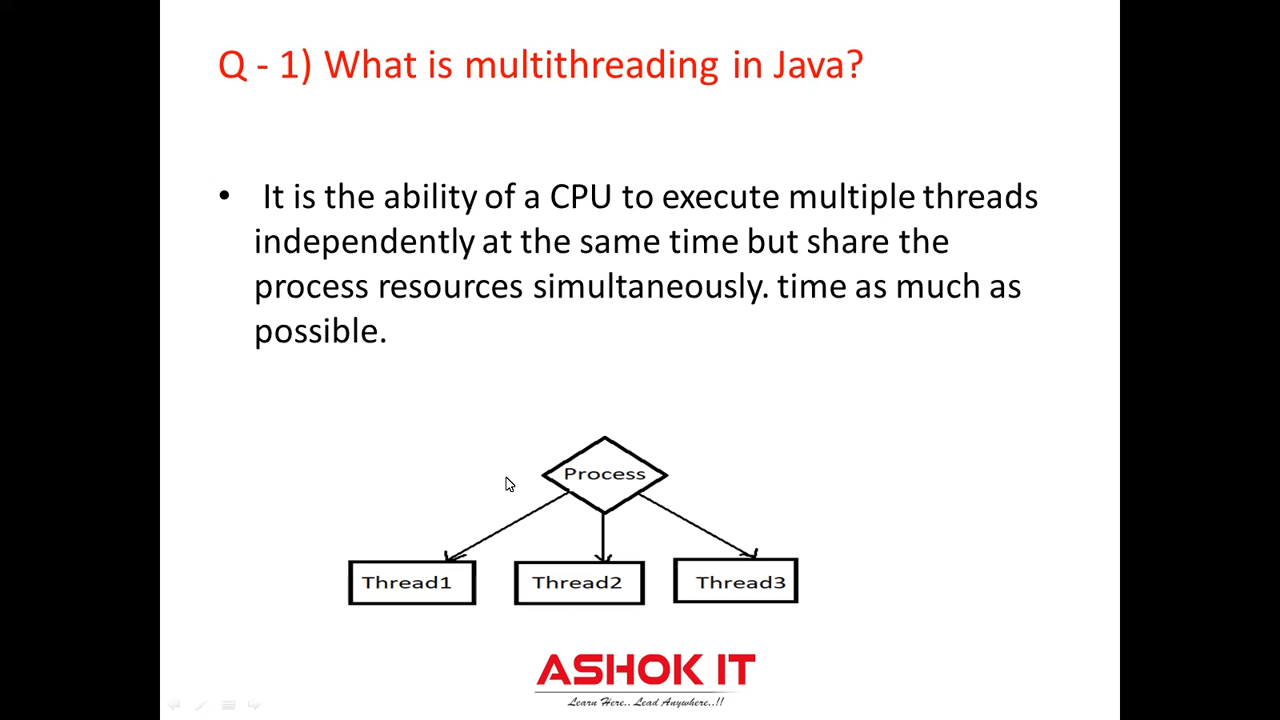 Q - 1) What is multithreading in Java?
• It is the ability of a CPU to execute multiple threads
independently at the same time but share the
process resources simultaneously. time as much as
possible.
Process
Thread1 Thread2 Thread3
ASHOK IT
Learn Here.. Lead Anywhere..!!